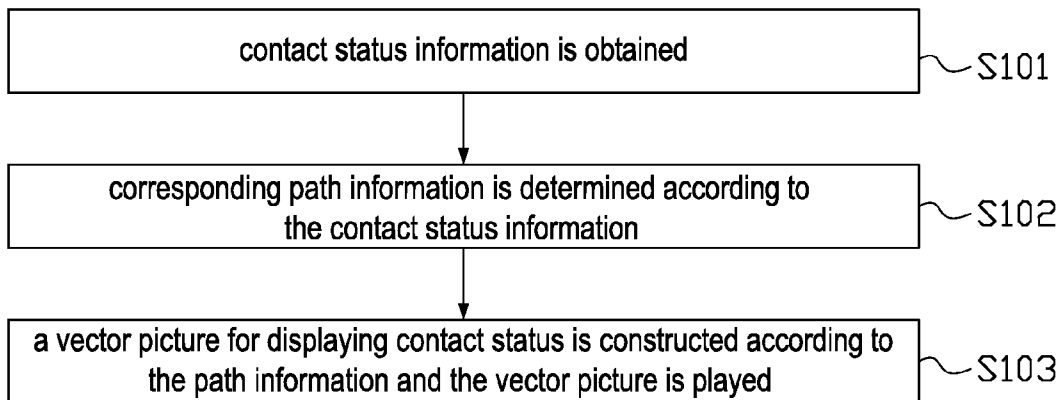 contact status information is obtained
S101
corresponding path information is determined according to
the contact status information
S102
a vector picture for displaying contact status is constructed according to
the path information and the vector picture is played
S103